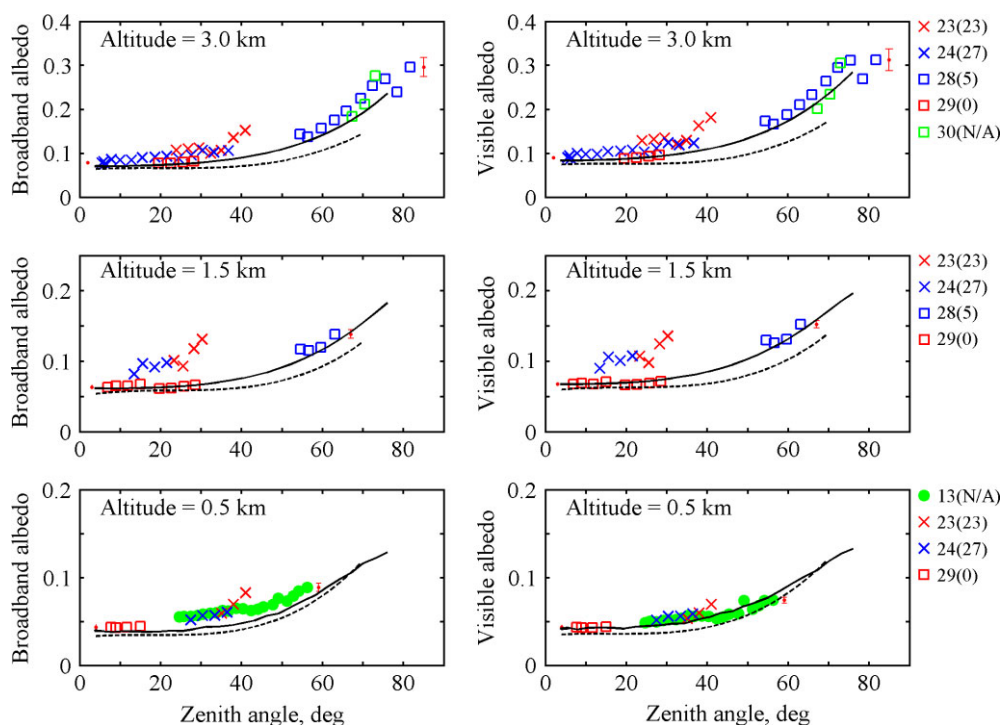 Altitude = 3.0 km
Broadband albedo
0.4
0.3
0.2
0.1
0
0 20 40 60 80
Altitude = 3.0 km
Visible albedo
0.4
0.3
0.2
0.1
0
0 20 40 60 80
23(23)
24(27)
28(5)
29(0)
30(N/A)
Altitude = 1.5 km
Broadband albedo
0.2
0.1
0
0 20 40 60 80
Altitude = 1.5 km
Visible albedo
0.2
0.1
0
0 20 40 60 80
23(23)
24(27)
28(5)
29(0)
Altitude = 0.5 km
Broadband albedo
0.2
0.1
0
0 20 40 60 80
Zenith angle, deg
Altitude = 0.5 km
Visible albedo
0.2
0.1
0
0 20 40 60 80
Zenith angle, deg
13(N/A)
23(23)
24(27)
29(0)